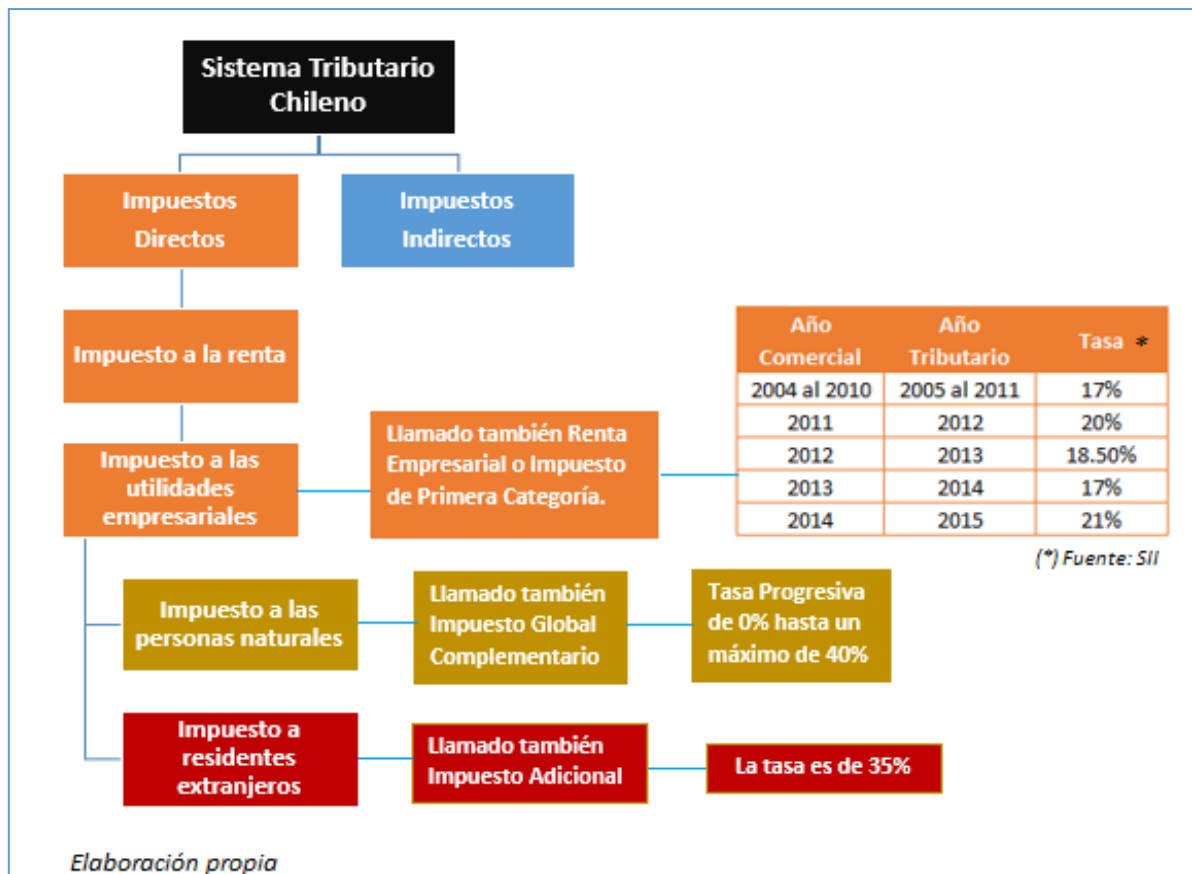 Sistema Tributario
Chileno
Impuestos
Directos
Impuestos
Indirectos
Impuesto a la renta
Impuesto a las
utilidades
empresariales
Llamado también Renta
Empresarial o Impuesto
de Primera Categoría.
Año
Comercial
Año
Tributario
Tasa *
2004 al 2010 2005 al 2011 17%
2011 2012 20%
2012 2013 18.50%
2013 2014 17%
2014 2015 21%
(*) Fuente: SII
Impuesto a las
personas naturales
Llamado también
Impuesto Global
Complementario
Tasa Progresiva
de 0% hasta un
máximo de 40%
Impuesto a
residentes
extranjeros
Llamado también
Impuesto Adicional
La tasa es de 35%
Elaboración propia